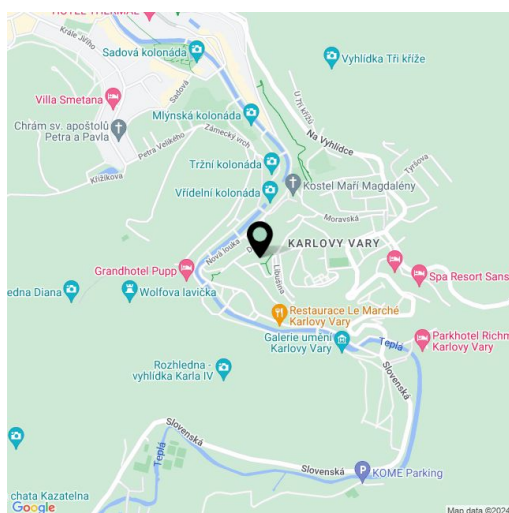 HOTEL THERMAL
Krále Jiřího
Sadová kolonáda
Vyhlídka Tři kříže
Villa Smetana
Sadová
U Tří křížů
Mlýnská kolonáda
Chrám sv. apoštolů
Petra a Pavla
Zámecký vrch
Na Vyhlídce
Petra Velikého
Tyršova
Tržní kolonáda
Křižíkova
Vřídelní kolonáda
Kostel Maří Magdalény
Moravská
Nová louka
D
KARLOVY VARY
Grandhotel Pupp
Libušina
Spa Resort Sans
edna Diana
Wolfova lavička
Restaurace Le Marché
Karlovy Vary
Galerie umění
Karlovy Vary
Teplá
Parkhotel Richm
Karlovy Vary
Rozhledna -
vyhlídka Karla IV
Slovenská
Slovenská
Teplá
Slovenská
KOME Parking
chata Kazatelna
Google
Map data ©2024